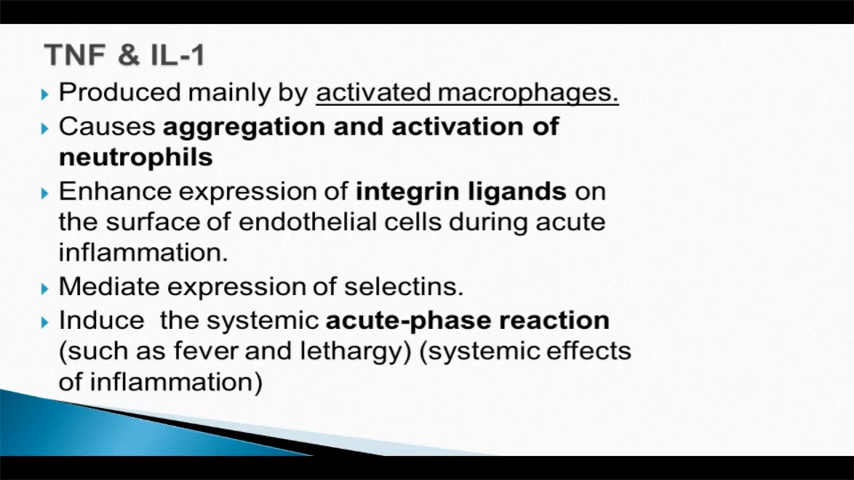 TNF & IL-1
Produced mainly by activated macrophages.
Causes aggregation and activation of
neutrophils
Enhance expression of integrin ligands on
the surface of endothelial cells during acute
inflammation.
Mediate expression of selectins.
Induce the systemic acute-phase reaction
(such as fever and lethargy) (systemic effects
of inflammation)